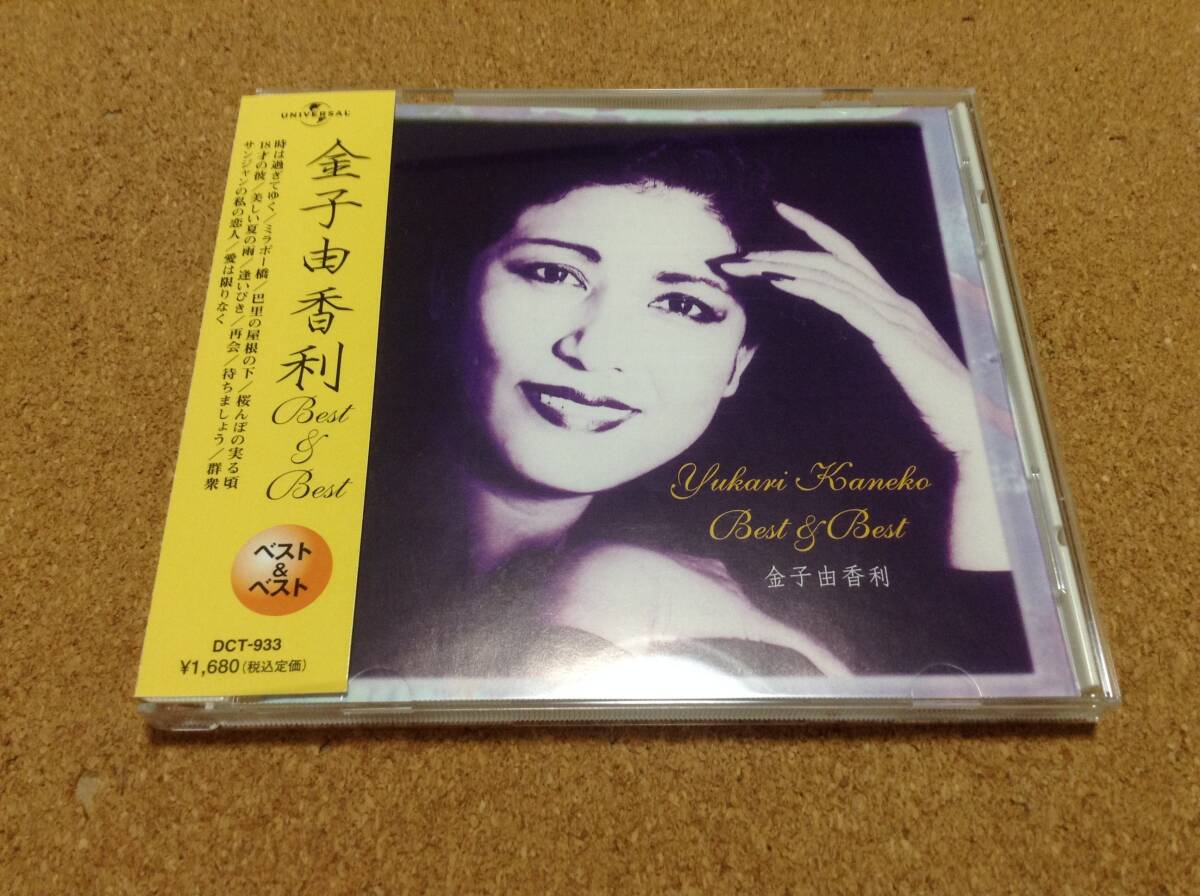 UNIVERSAL
金子由香利
Best
&
Best
時は過ぎてゆく/ミラボー橋/巴里の屋根の下/桜んぼの実る頃
18才の彼/美しい夏の雨/逢いびき/再会/待ちましょう/群衆
サンジャンの私の恋人/愛は限りなく
ベスト
&
ベスト
DCT-933
¥1,680(税込定価)
Yukari Kaneko
Best & Best
金子由香利